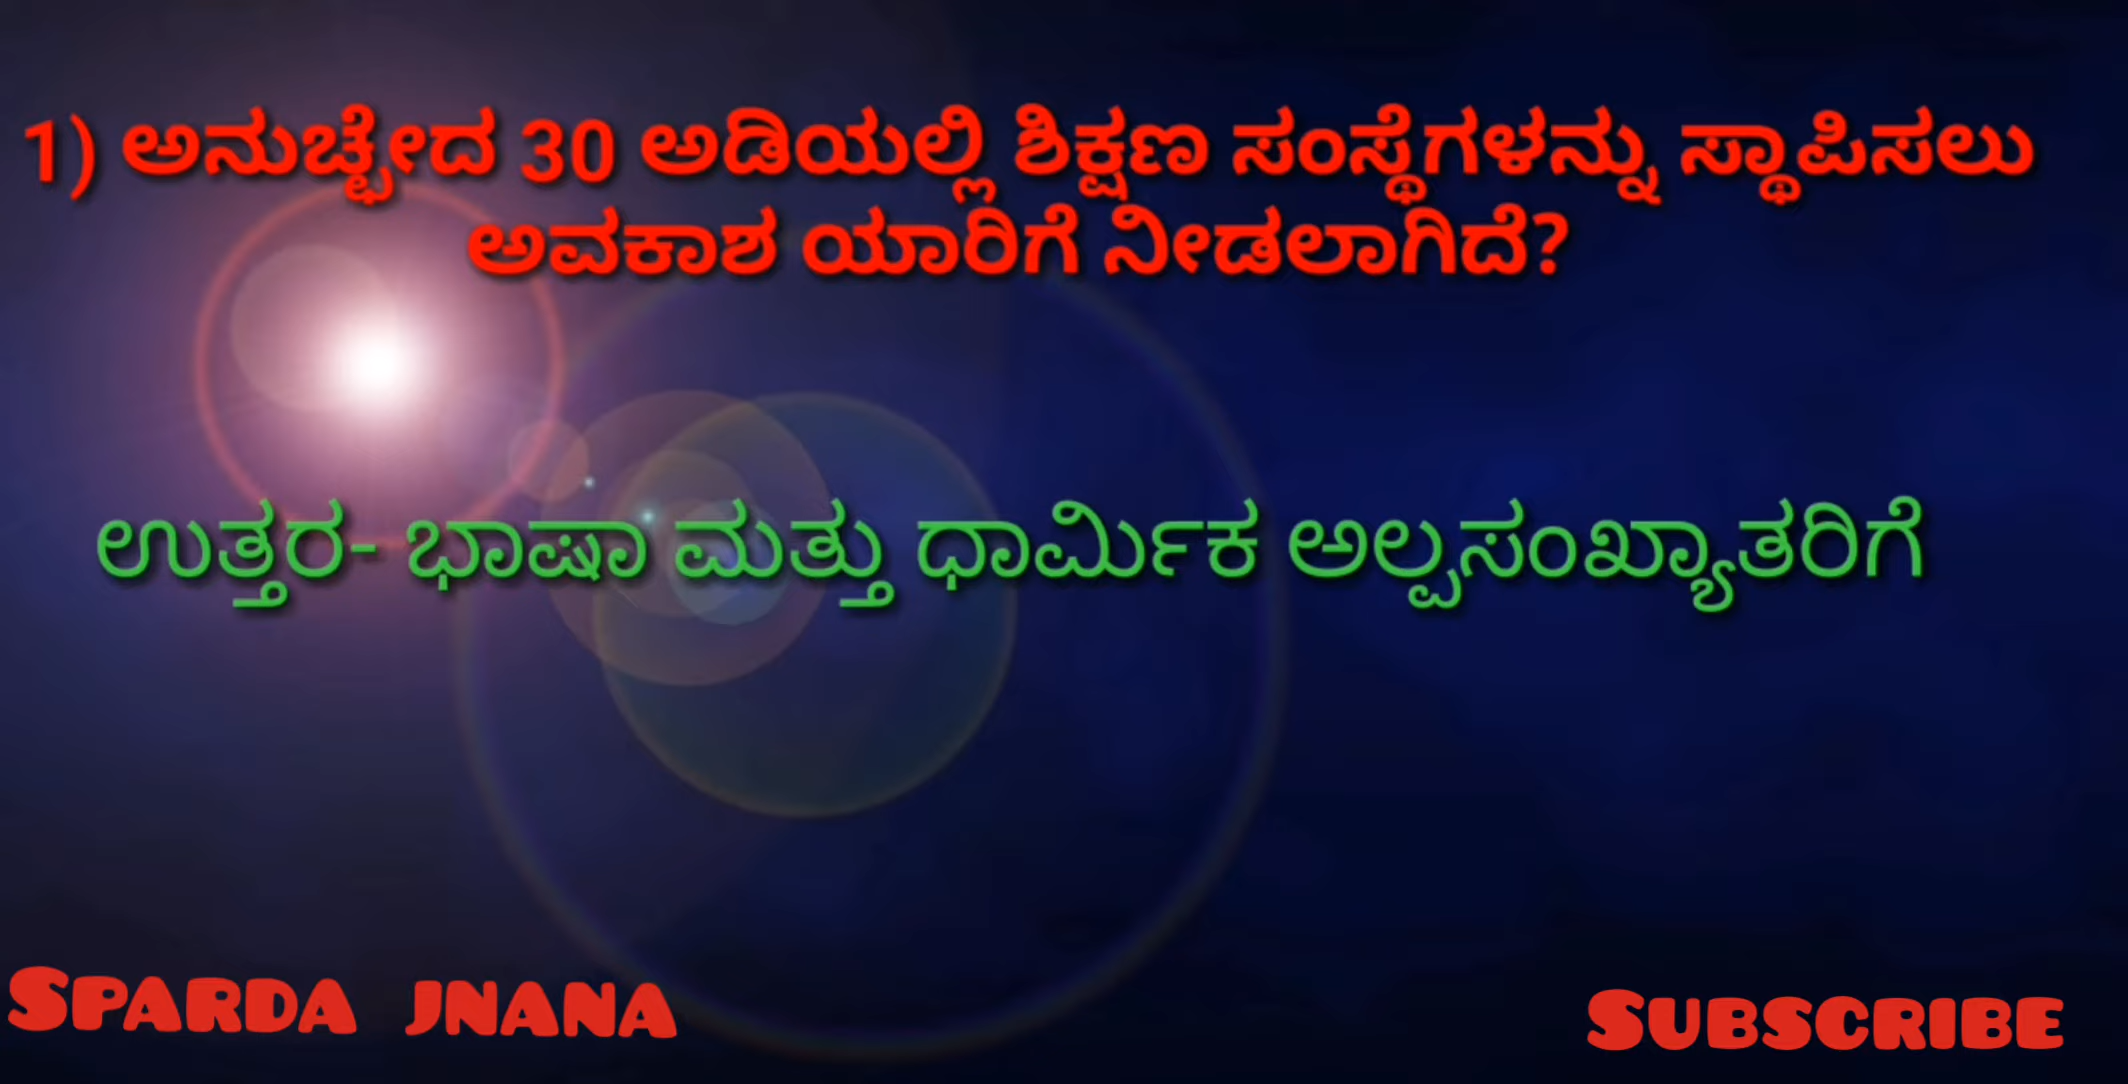 1) ಅನುಚ್ಛೇದ 30 ಅಡಿಯಲ್ಲಿ ಶಿಕ್ಷಣ ಸಂಸ್ಥೆಗಳನ್ನು ಸ್ಥಾಪಿಸಲು
ಅವಕಾಶ ಯಾರಿಗೆ ನೀಡಲಾಗಿದೆ?
ಉತ್ತರ- ಭಾಷಾ ಮತ್ತು ಧಾರ್ಮಿಕ ಅಲ್ಪಸಂಖ್ಯಾತರಿಗೆ
SPARDA JNANA
SUBSCRIBE